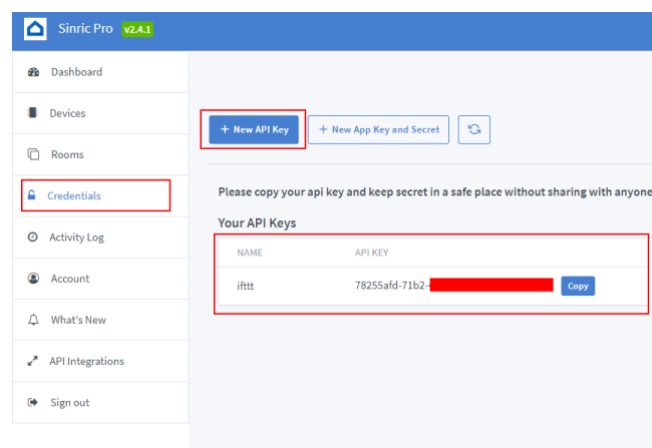 Sinric Pro v2.4.1
Dashboard
Devices
Rooms
Credentials
Activity Log
Account
What's New
API Integrations
Sign out
+ New API Key
+ New App Key and Secret
Please copy your api key and keep secret in a safe place without sharing with anyone
Your API Keys
NAME API KEY
ifttt 78255afd-71b2- Copy